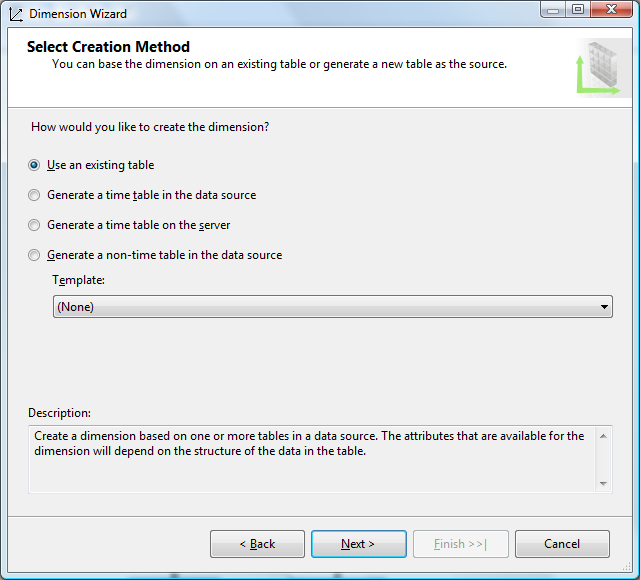 Dimension Wizard
Select Creation Method
You can base the dimension on an existing table or generate a new table as the source.
How would you like to create the dimension?
Use an existing table
Generate a time table in the data source
Generate a time table on the server
Generate a non-time table in the data source
Template:
(None)
Description:
Create a dimension based on one or more tables in a data source. The attributes that are available for the
dimension will depend on the structure of the data in the table.
< Back
Next >
Finish >>|
Cancel